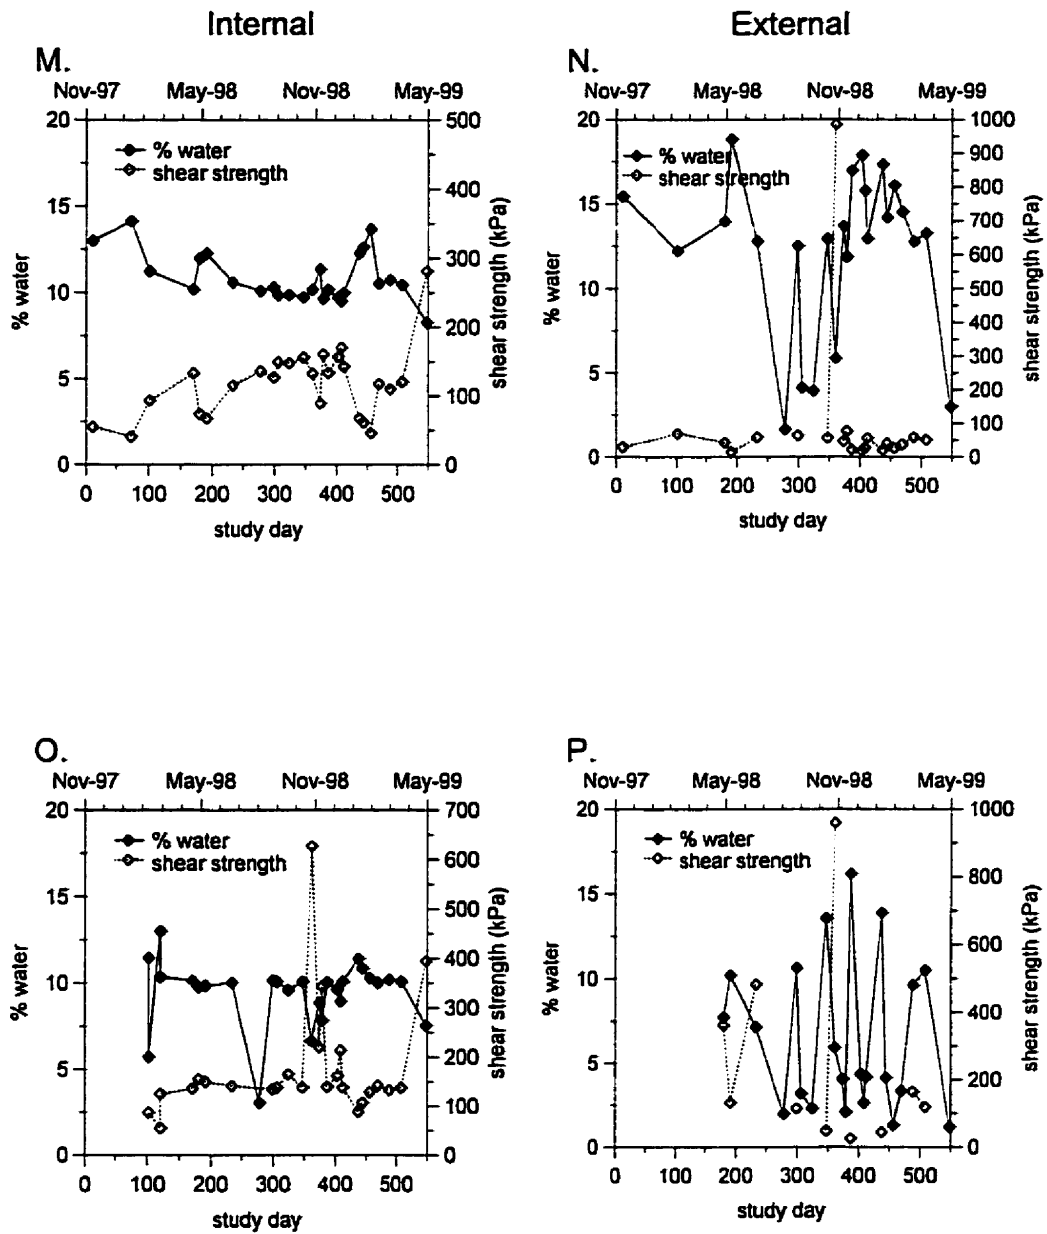 Internal External
M. N.
Nov-97 May-98 Nov-98 May-99 Nov-97 May-98 Nov-98 May-99
20 500 20 1000
% water % water 900
shear strength shear strength
400 800
15 15 700
300 600
10 10 500
200 400
300
5 5
100 200
100
0 0 0 0
% water shear strength (kPa) % water shear strength (kPa)
0 100 200 300 400 500 0 100 200 300 400 500
study day study day
O. P.
Nov-97 May-98 Nov-98 May-99 Nov-97 May-98 Nov-98 May-99
20 700 20 1000
% water % water
shear strength shear strength
600
800
15 15
500
600
10 400 10
300 400
5 200 5
200
100
0 0 0 0
% water shear strength (kPa) % water shear strength (kPa)
0 100 200 300 400 500 0 100 200 300 400 500
study day study day